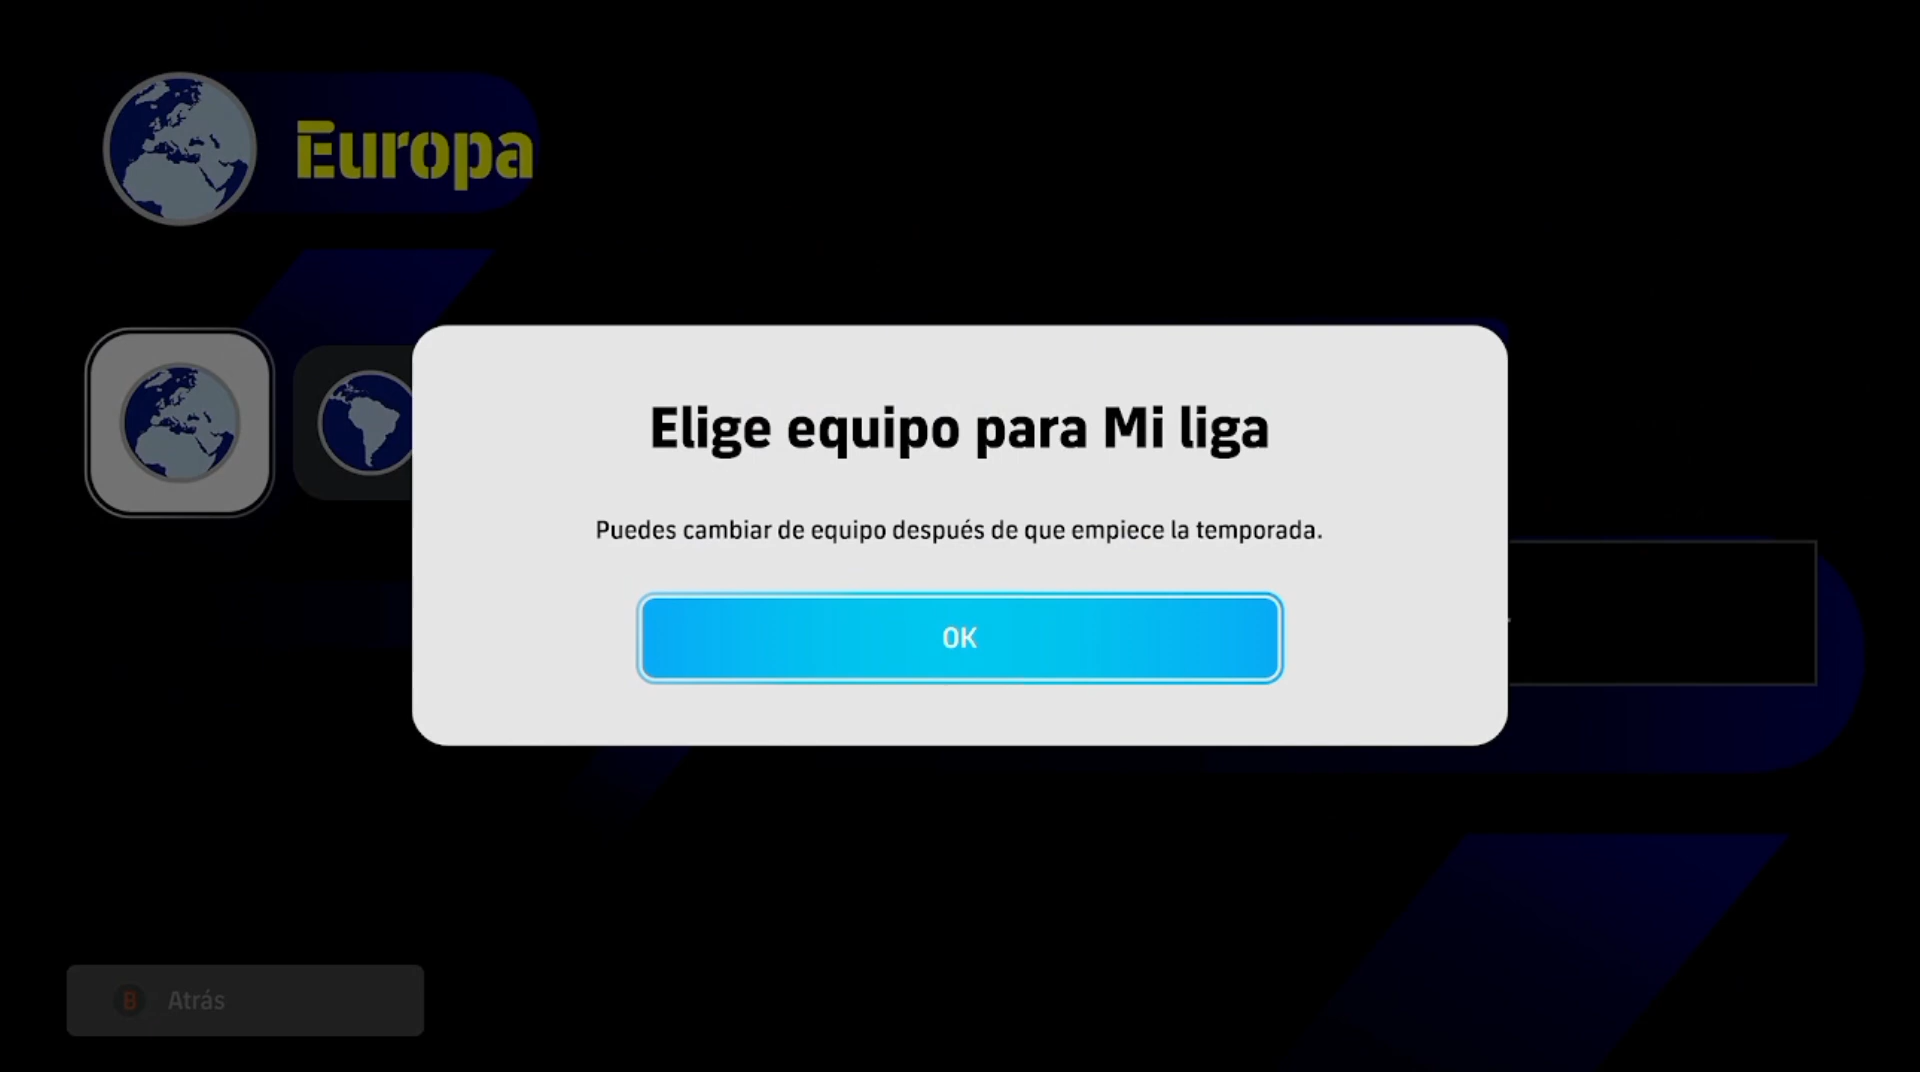 Europa
Elige equipo para Mi liga
Puedes cambiar de equipo después de que empiece la temporada.
OK
B Atrás